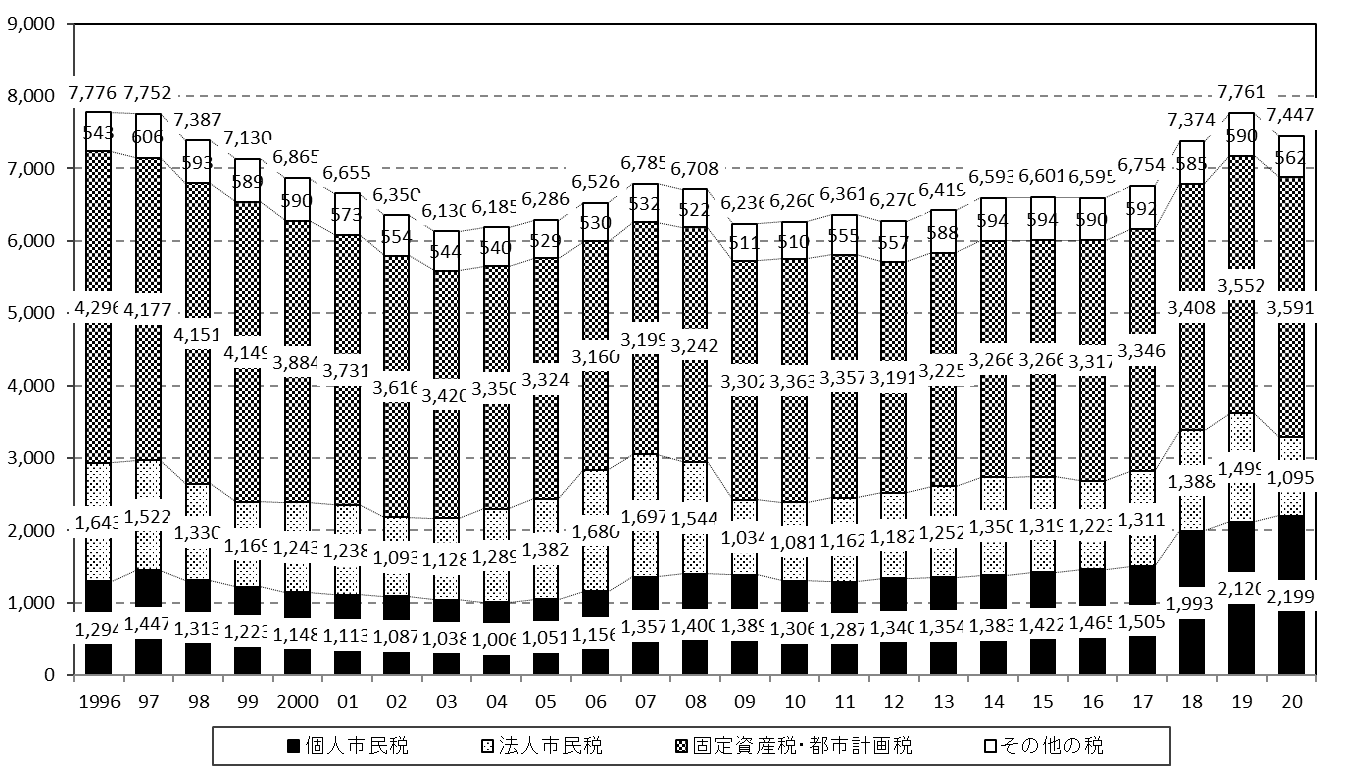 9,000
8,000
7,000
6,000
5,000
4,000
3,000
2,000
1,000
0
7,776 7,752 7,387 7,130 6,865 6,655 6,350 6,130 6,185 6,286 6,526 6,785 6,708 6,236 6,260 6,361 6,270 6,419 6,593 6,601 6,595 6,754 7,374 7,761 7,447
543 606 593 589 590 573 554 544 540 529 530 532 522 511 510 555 557 588 594 594 590 592 585 590 562
4,296 4,177 4,151 4,149 3,884 3,731 3,616 3,420 3,350 3,324 3,160 3,199 3,242 3,302 3,363 3,357 3,191 3,225 3,266 3,266 3,317 3,346 3,408 3,552 3,591
1,643 1,522 1,330 1,169 1,243 1,238 1,093 1,128 1,289 1,382 1,680 1,697 1,544 1,034 1,081 1,162 1,182 1,252 1,350 1,319 1,223 1,311 1,388 1,499 1,095
1,294 1,447 1,313 1,223 1,148 1,113 1,087 1,038 1,006 1,051 1,156 1,357 1,400 1,389 1,306 1,287 1,340 1,354 1,383 1,422 1,465 1,505 1,993 2,120 2,199
1996 97 98 99 2000 01 02 03 04 05 06 07 08 09 10 11 12 13 14 15 16 17 18 19 20
個人市民税 法人市民税 固定資産税・都市計画税 その他の税